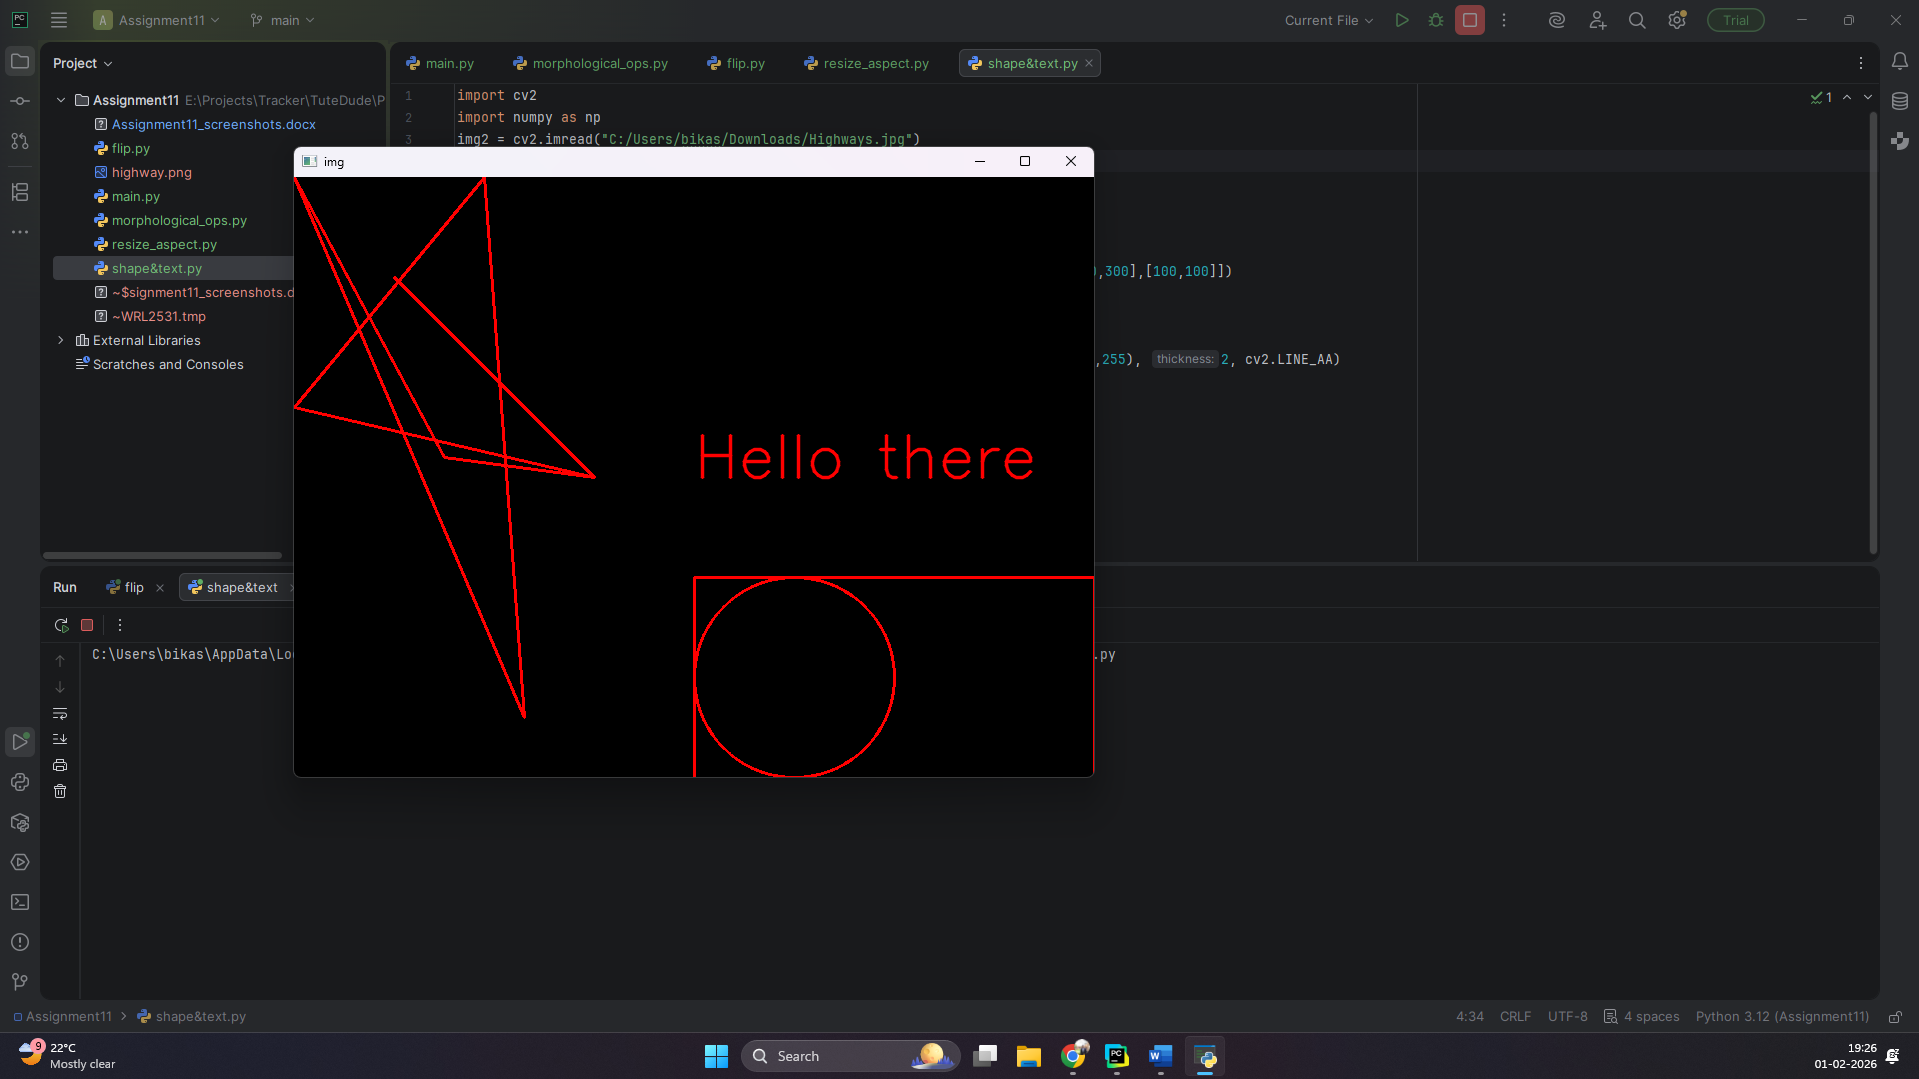 PC
A Assignment11
main
Current File
Trial
Project
main.py
morphological_ops.py
flip.py
resize_aspect.py
shape&text.py
Assignment11 E:\Projects\Tracker\TuteDude\P
Assignment11_screenshots.docx
flip.py
highway.png
main.py
morphological_ops.py
resize_aspect.py
shape&text.py
~$signment11_screenshots.d
~WRL2531.tmp
External Libraries
Scratches and Consoles
1 import cv2
2 import numpy as np
3 img2 = cv2.imread("C:/Users/bikas/Downloads/Highways.jpg")
1
,300],[100,100]])
,255), thickness: 2, cv2.LINE_AA)
img
Hello there
Run
flip
shape&text
C:\Users\bikas\AppData\Lo
.py
Assignment11 > shape&text.py
4:34
CRLF
UTF-8
4 spaces
Python 3.12 (Assignment11)
9
22°C
Mostly clear
Search
PC
W
19:26
01-02-2026